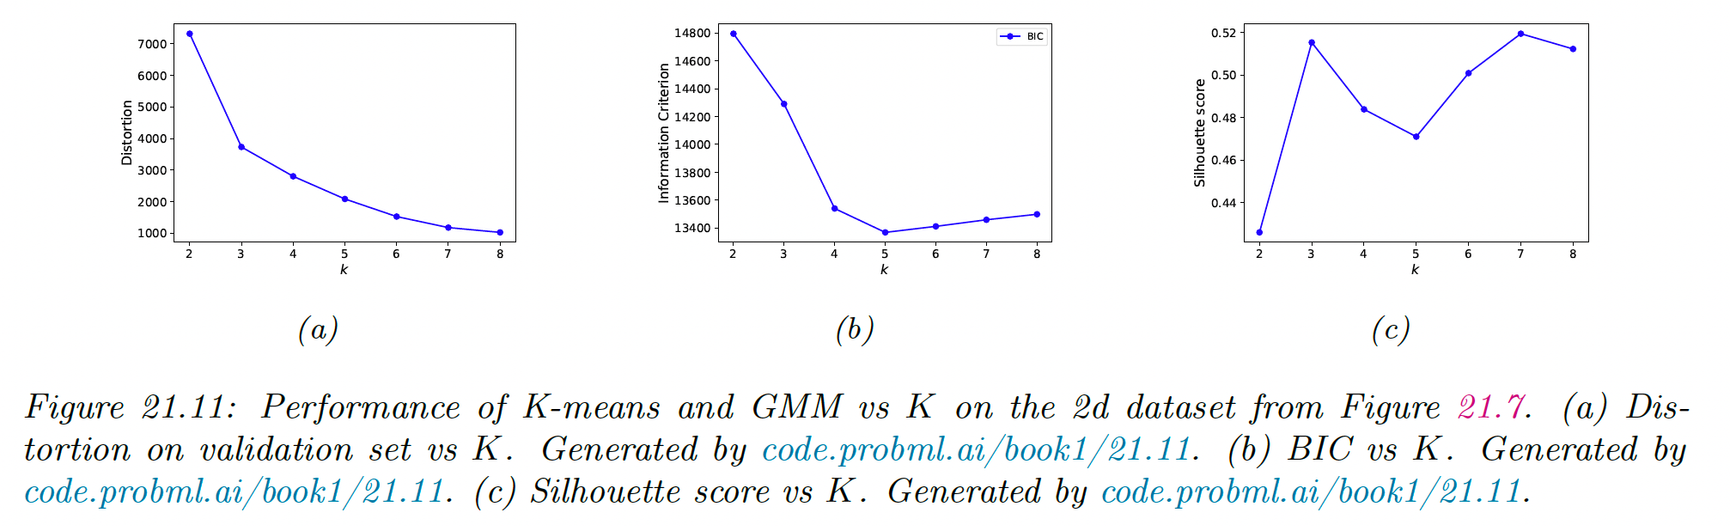 7000
6000
5000
4000
3000
2000
1000
Distortion
2 3 4 5 6 7 8
k
14800
14600
14400
14200
14000
13800
13600
13400
Information Criterion
BIC
2 3 4 5 6 7 8
k
0.52
0.50
0.48
0.46
0.44
Silhouette score
2 3 4 5 6 7 8
k
(a)
(b)
(c)
Figure 21.11: Performance of K-means and GMM vs K on the 2d dataset from Figure 21.7. (a) Dis-
tortion on validation set vs K. Generated by code.probml.ai/book1/21.11. (b) BIC vs K. Generated by
code.probml.ai/book1/21.11. (c) Silhouette score vs K. Generated by code.probml.ai/book1/21.11.